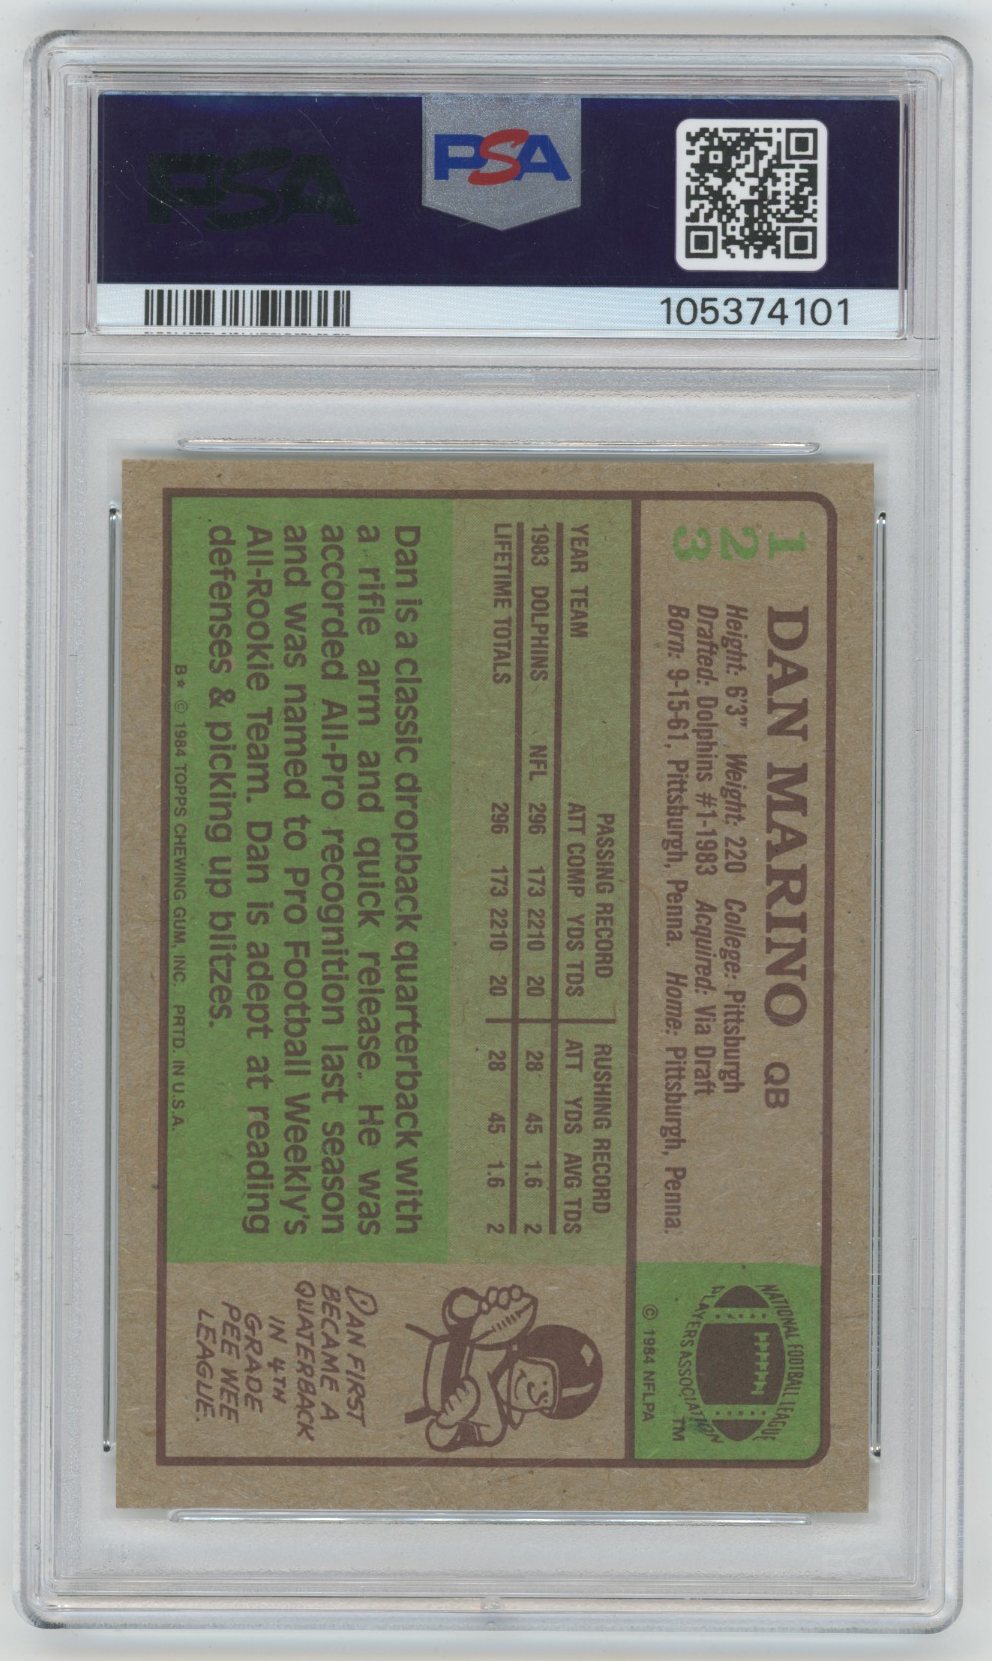 PSA
PSA
105374101
123
DAN MARINO QB
Height: 6'3" Weight: 220 College: Pittsburgh
Drafted: Dolphins #1-1983 Acquired: Via Draft
Born: 9-15-61, Pittsburgh, Penna. Home: Pittsburgh, Penna.
NATIONAL FOOTBALL LEAGUE
PLAYERS ASSOCIATION
TM
© 1984 NFLPA
PASSING RECORD RUSHING RECORD
YEAR TEAM ATT COMP YDS TDS ATT YDS AVG TDS
1983 DOLPHINS NFL 296 173 2210 20 28 45 1.6 2
LIFETIME TOTALS 296 173 2210 20 28 45 1.6 2
Dan is a classic dropback quarterback with
a rifle arm and quick release. He was
accorded All-Pro recognition last season
and was named to Pro Football Weekly's
All-Rookie Team. Dan is adept at reading
defenses & picking up blitzes.
DAN FIRST
BECAME A
QUATERBACK
IN 4TH
GRADE
PEE WEE
LEAGUE.
B* © 1984 TOPPS CHEWING GUM, INC. PRTD. IN U.S.A.